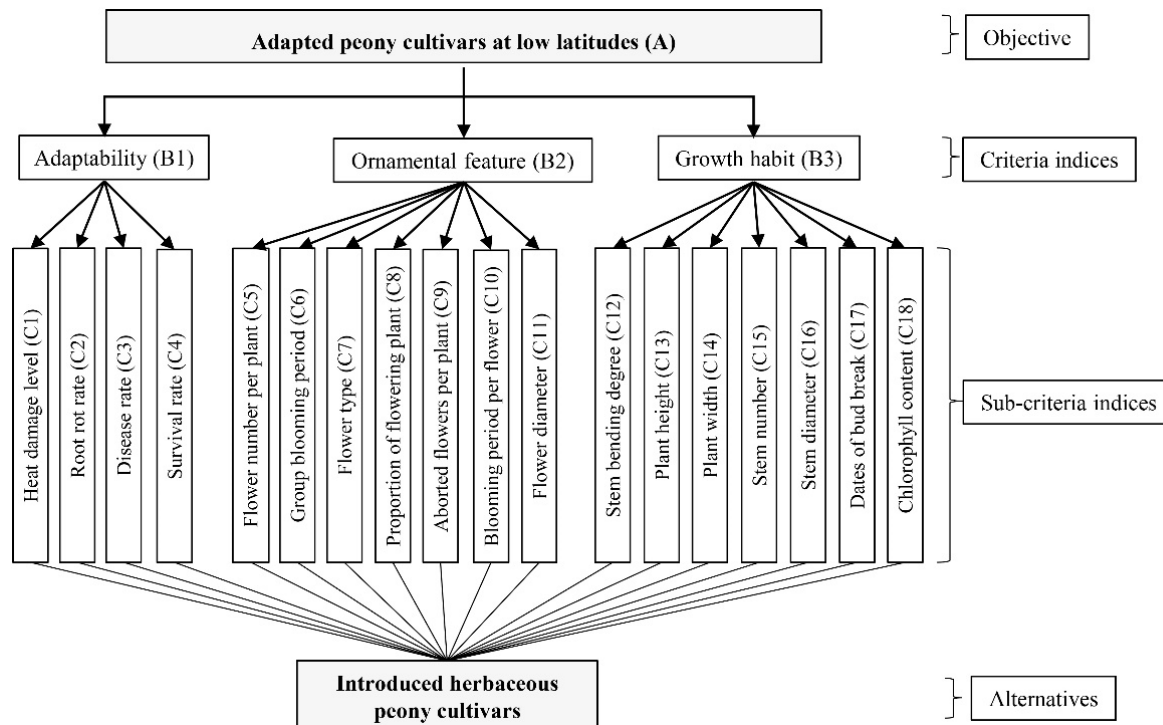 Adapted peony cultivars at low latitudes (A)
Objective
Adaptability (B1)
Ornamental feature (B2)
Growth habit (B3)
Criteria indices
Heat damage level (C1)
Root rot rate (C2)
Disease rate (C3)
Survival rate (C4)
Flower number per plant (C5)
Group blooming period (C6)
Flower type (C7)
Proportion of flowering plant (C8)
Aborted flowers per plant (C9)
Blooming period per flower (C10)
Flower diameter (C11)
Stem bending degree (C12)
Plant height (C13)
Plant width (C14)
Stem number (C15)
Stem diameter (C16)
Dates of bud break (C17)
Chlorophyll content (C18)
Sub-criteria indices
Introduced herbaceous
peony cultivars
Alternatives